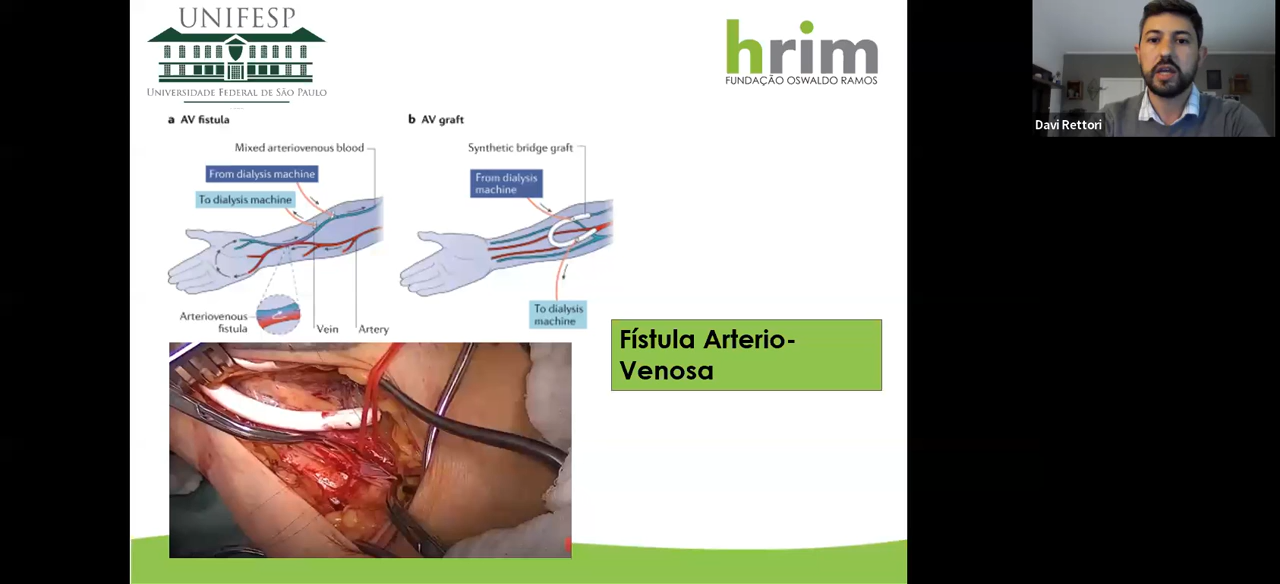 UNIFESP
UNIVERSIDADE FEDERAL DE SÃO PAULO
hrim
FUNDAÇÃO OSWALDO RAMOS
Davi Rettori
a AV fistula
Mixed arteriovenous blood
From dialysis machine
To dialysis machine
Arteriovenous
fistula
Vein
Artery
b AV graft
Synthetic bridge graft
From dialysis
machine
To dialysis
machine
Fístula Arterio-
Venosa